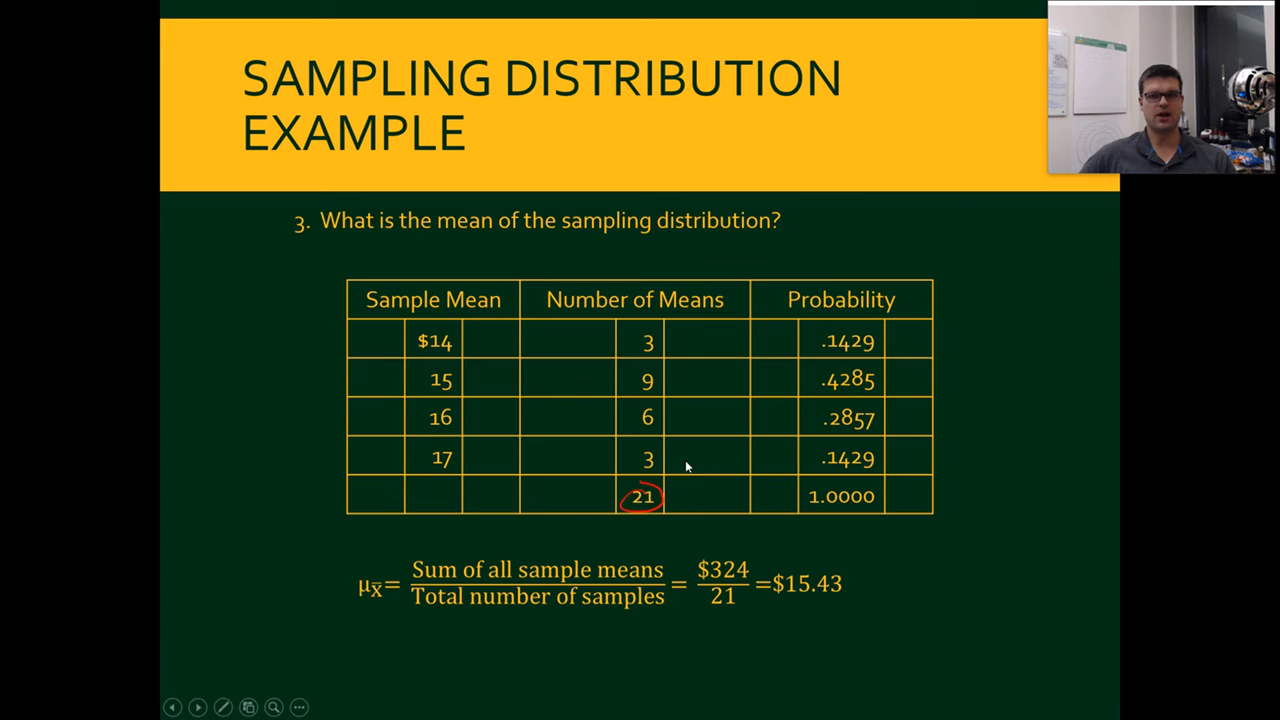 SAMPLING DISTRIBUTION
EXAMPLE
3. What is the mean of the sampling distribution?
Sample Mean Number of Means Probability
$14 3 .1429
15 9 .4285
16 6 .2857
17 3 .1429
21 1.0000
μx̄= Sum of all sample means / Total number of samples = $324 / 21 =$15.43